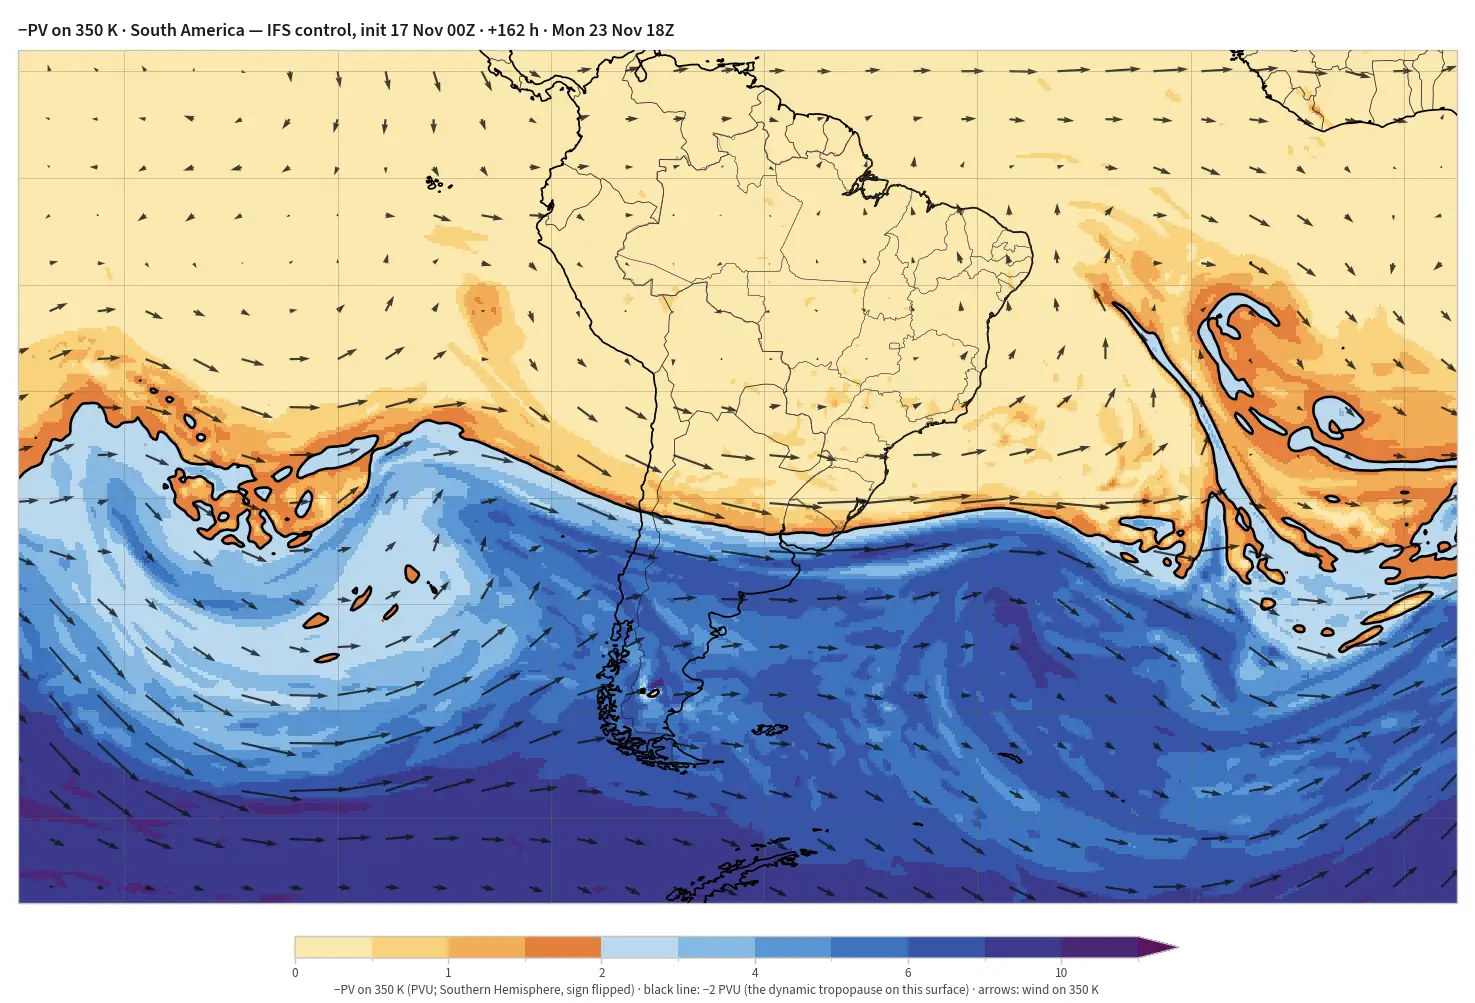 −PV on 350 K · South America — IFS control, init 17 Nov 00Z · +162 h · Mon 23 Nov 18Z
0 1 2 4 6 10
−PV on 350 K (PVU; Southern Hemisphere, sign flipped) · black line: −2 PVU (the dynamic tropopause on this surface) · arrows: wind on 350 K